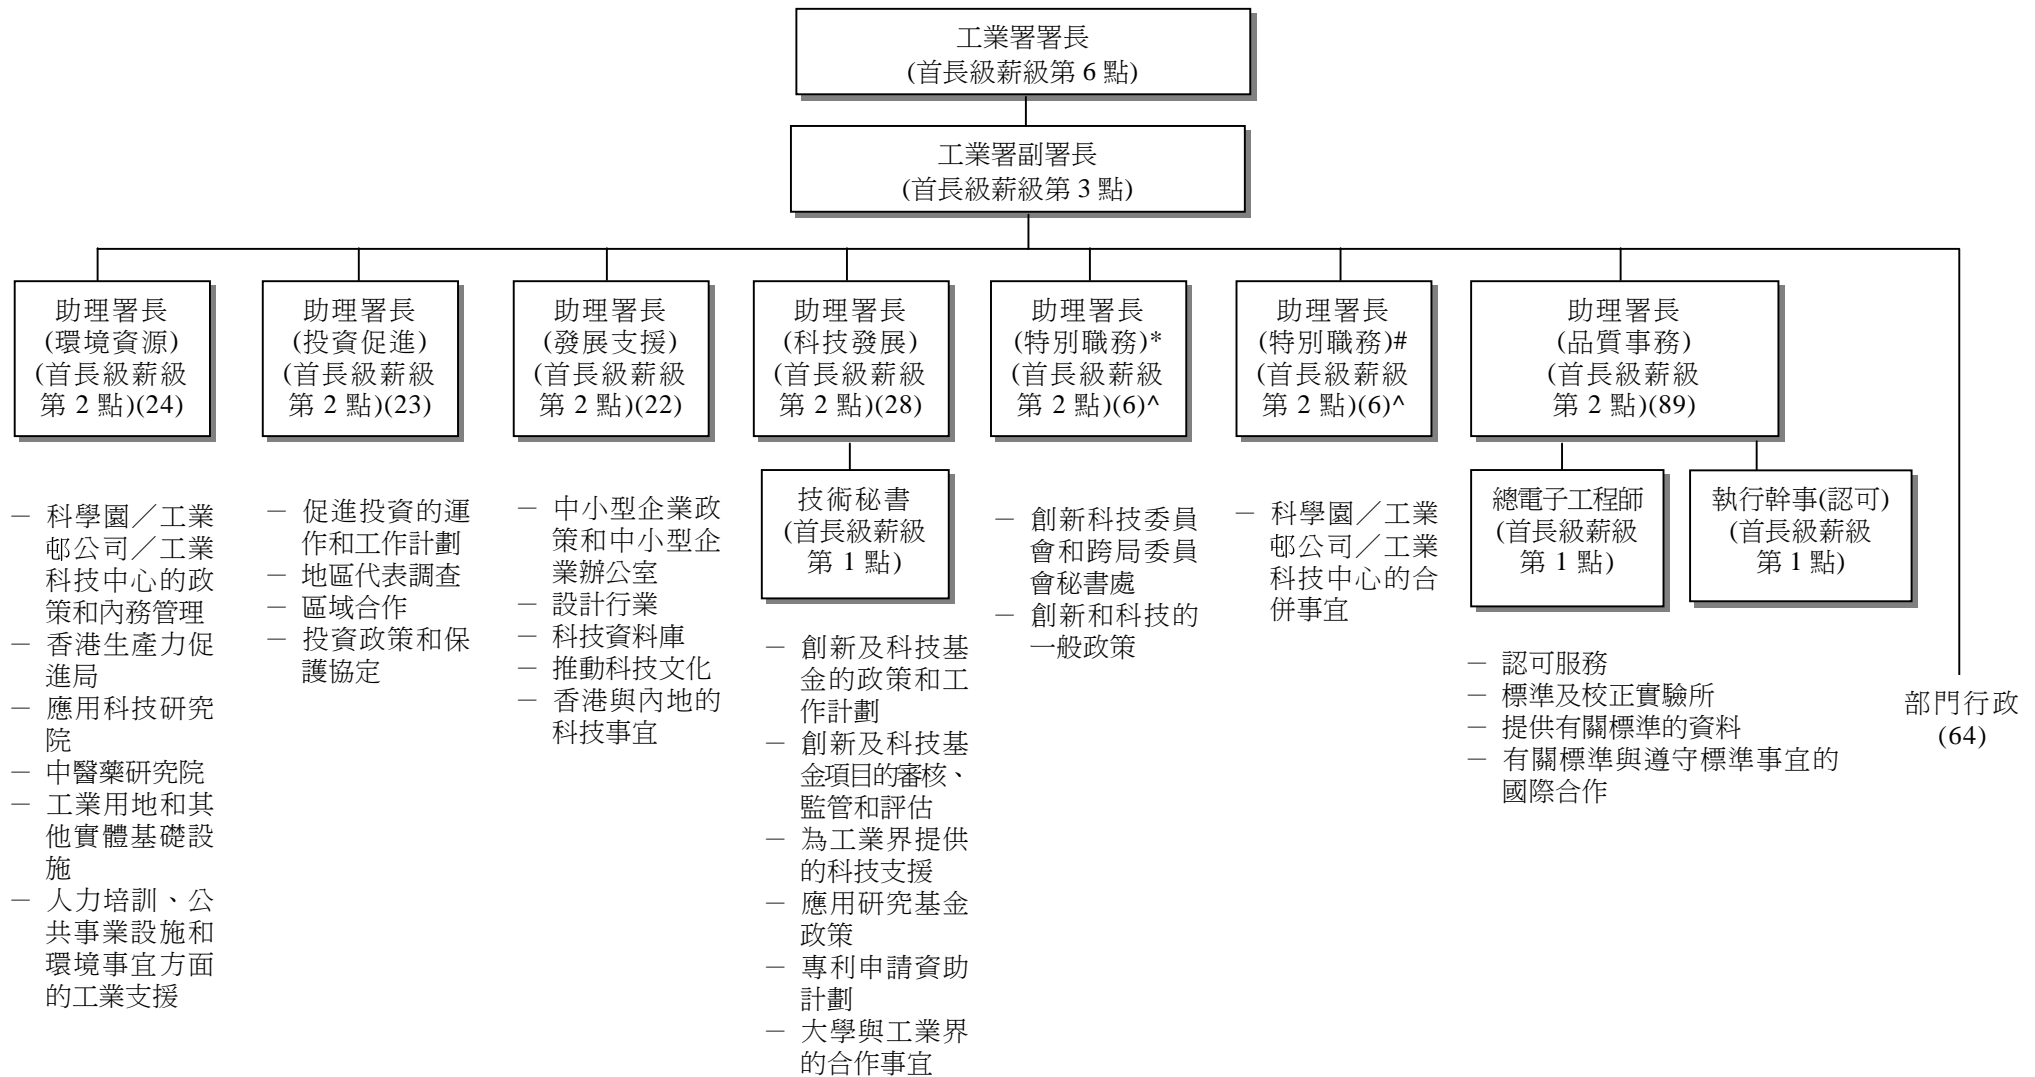 工業署署長
(首長級薪級第 6 點)
工業署副署長
(首長級薪級第 3 點)
助理署長
(環境資源)
(首長級薪級
第 2 點)(24)
助理署長
(投資促進)
(首長級薪級
第 2 點)(23)
助理署長
(發展支援)
(首長級薪級
第 2 點)(22)
助理署長
(科技發展)
(首長級薪級
第 2 點)(28)
助理署長
(特別職務)*
(首長級薪級
第 2 點)(6)^
助理署長
(特別職務)#
(首長級薪級
第 2 點)(6)^
助理署長
(品質事務)
(首長級薪級
第 2 點)(89)
技術秘書
(首長級薪級
第 1 點)
總電子工程師
(首長級薪級
第 1 點)
執行幹事(認可)
(首長級薪級
第 1 點)
－ 科學園／工業
邨公司／工業
科技中心的政
策和內務管理
－ 香港生產力促
進局
－ 應用科技研究
院
－ 中醫藥研究院
－ 工業用地和其
他實體基礎設
施
－ 人力培訓、公
共事業設施和
環境事宜方面
的工業支援
－ 促進投資的運
作和工作計劃
－ 地區代表調查
－ 區域合作
－ 投資政策和保
護協定
－ 中小型企業政
策和中小型企
業辦公室
－ 設計行業
－ 科技資料庫
－ 推動科技文化
－ 香港與內地的
科技事宜
－ 創新及科技基
金的政策和工
作計劃
－ 創新及科技基
金項目的審核、
監管和評估
－ 為工業界提供
的科技支援
－ 應用研究基金
政策
－ 專利申請資助
計劃
－ 大學與工業界
的合作事宜
－ 創新科技委員
會和跨局委員
會秘書處
－ 創新和科技的
一般政策
－ 科學園／工業
邨公司／工業
科技中心的合
併事宜
－ 認可服務
－ 標準及校正實驗所
－ 提供有關標準的資料
－ 有關標準與遵守標準事宜的
國際合作
部門行政
(64)